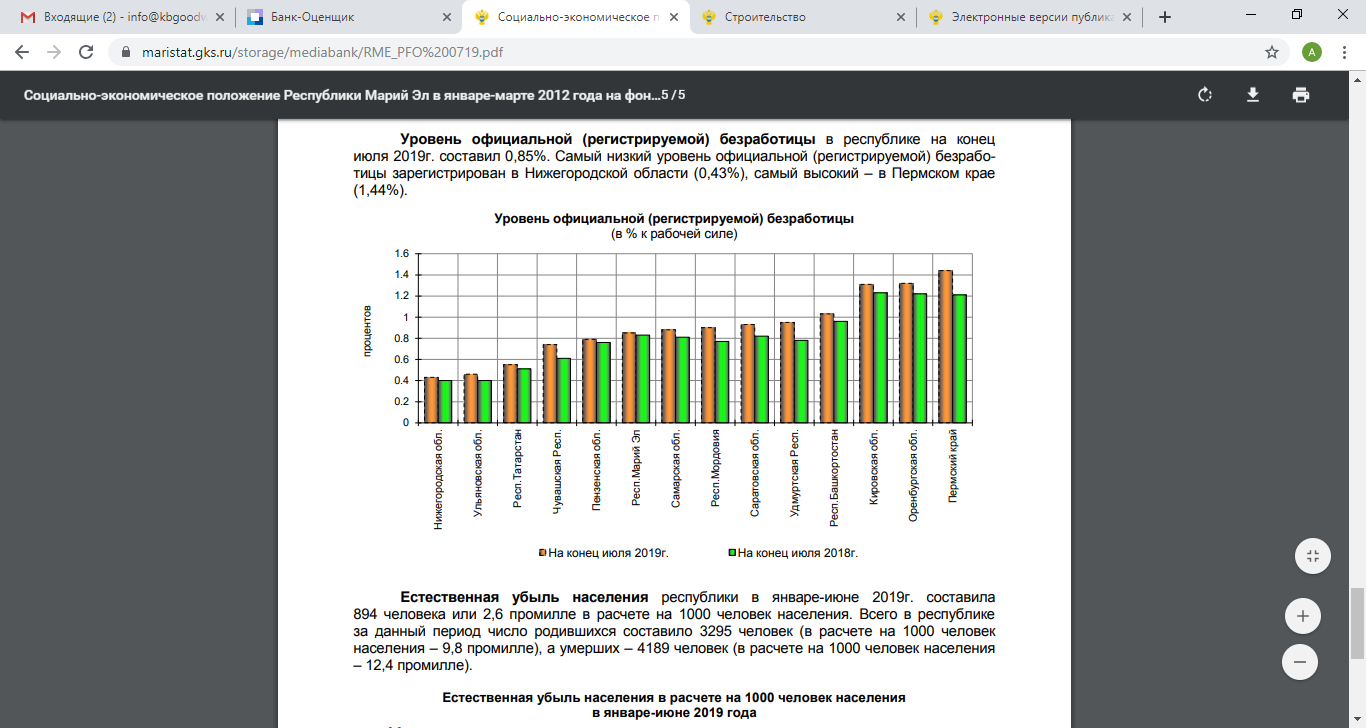 Входящие (2) - info@kbgoodw
Банк-Оценщик
Социально-экономическое п
Строительство
Электронные версии публика
maristat.gks.ru/storage/mediabank/RME_PFO%200719.pdf
A
Социально-экономическое положение Республики Марий Эл в январе-марте 2012 года на фон...
5 / 5
Уровень официальной (регистрируемой) безработицы в республике на конец
июля 2019г. составил 0,85%. Самый низкий уровень официальной (регистрируемой) безрабо-
тицы зарегистрирован в Нижегородской области (0,43%), самый высокий – в Пермском крае
(1,44%).
Уровень официальной (регистрируемой) безработицы
(в % к рабочей силе)
процентов
1.6
1.4
1.2
1
0.8
0.6
0.4
0.2
0
Нижегородская обл.
Ульяновская обл.
Респ.Татарстан
Чувашская Респ.
Пензенская обл.
Респ.Марий Эл
Самарская обл.
Респ.Мордовия
Саратовская обл.
Удмуртская Респ.
Респ.Башкортостан
Кировская обл.
Оренбургская обл.
Пермский край
На конец июля 2019г.
На конец июля 2018г.
Естественная убыль населения республики в январе-июне 2019г. составила
894 человека или 2,6 промилле в расчете на 1000 человек населения. Всего в республике
за данный период число родившихся составило 3295 человек (в расчете на 1000 человек
населения – 9,8 промилле), а умерших – 4189 человек (в расчете на 1000 человек населения
– 12,4 промилле).
Естественная убыль населения в расчете на 1000 человек населения
в январе-июне 2019 года